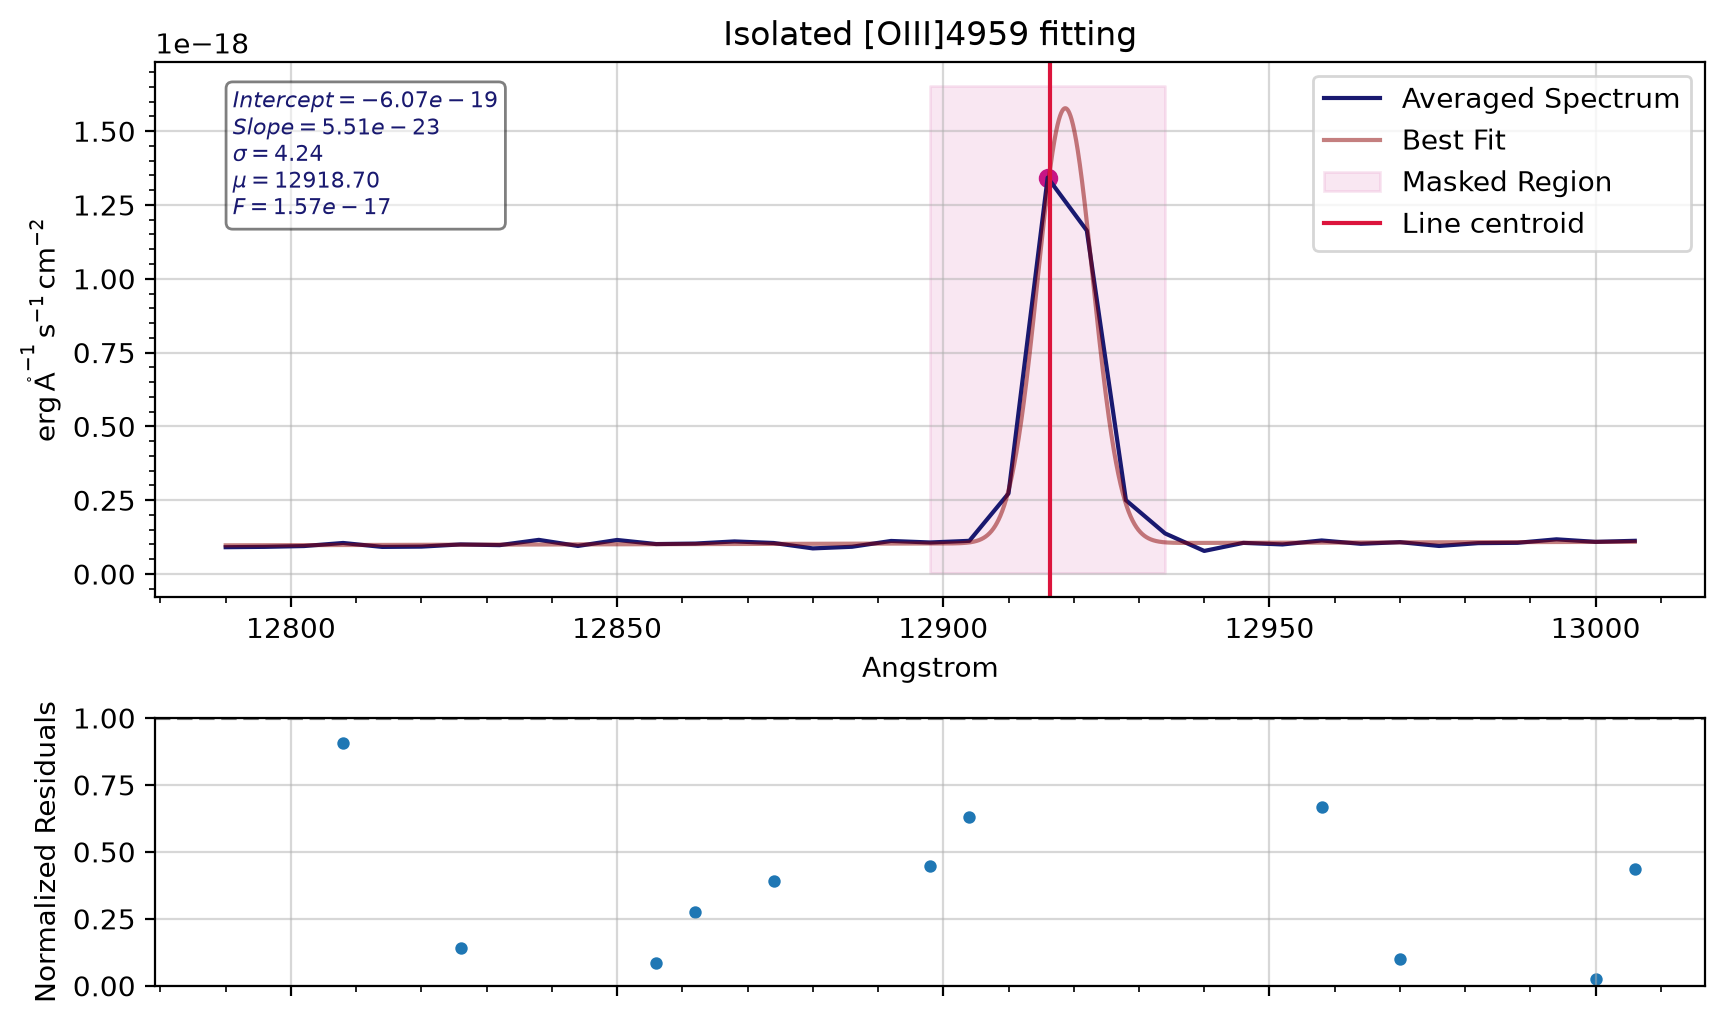 Isolated [OIII]4959 fitting
1e−18
Intercept = −6.07e − 19
Slope = 5.51e − 23
σ = 4.24
μ = 12918.70
F = 1.57e − 17
Averaged Spectrum
Best Fit
Masked Region
Line centroid
1.50
1.25
1.00
0.75
0.50
0.25
0.00
erg Å⁻¹ s⁻¹ cm⁻²
12800 12850 12900 12950 13000
Angstrom
1.00
0.75
0.50
0.25
0.00
Normalized Residuals